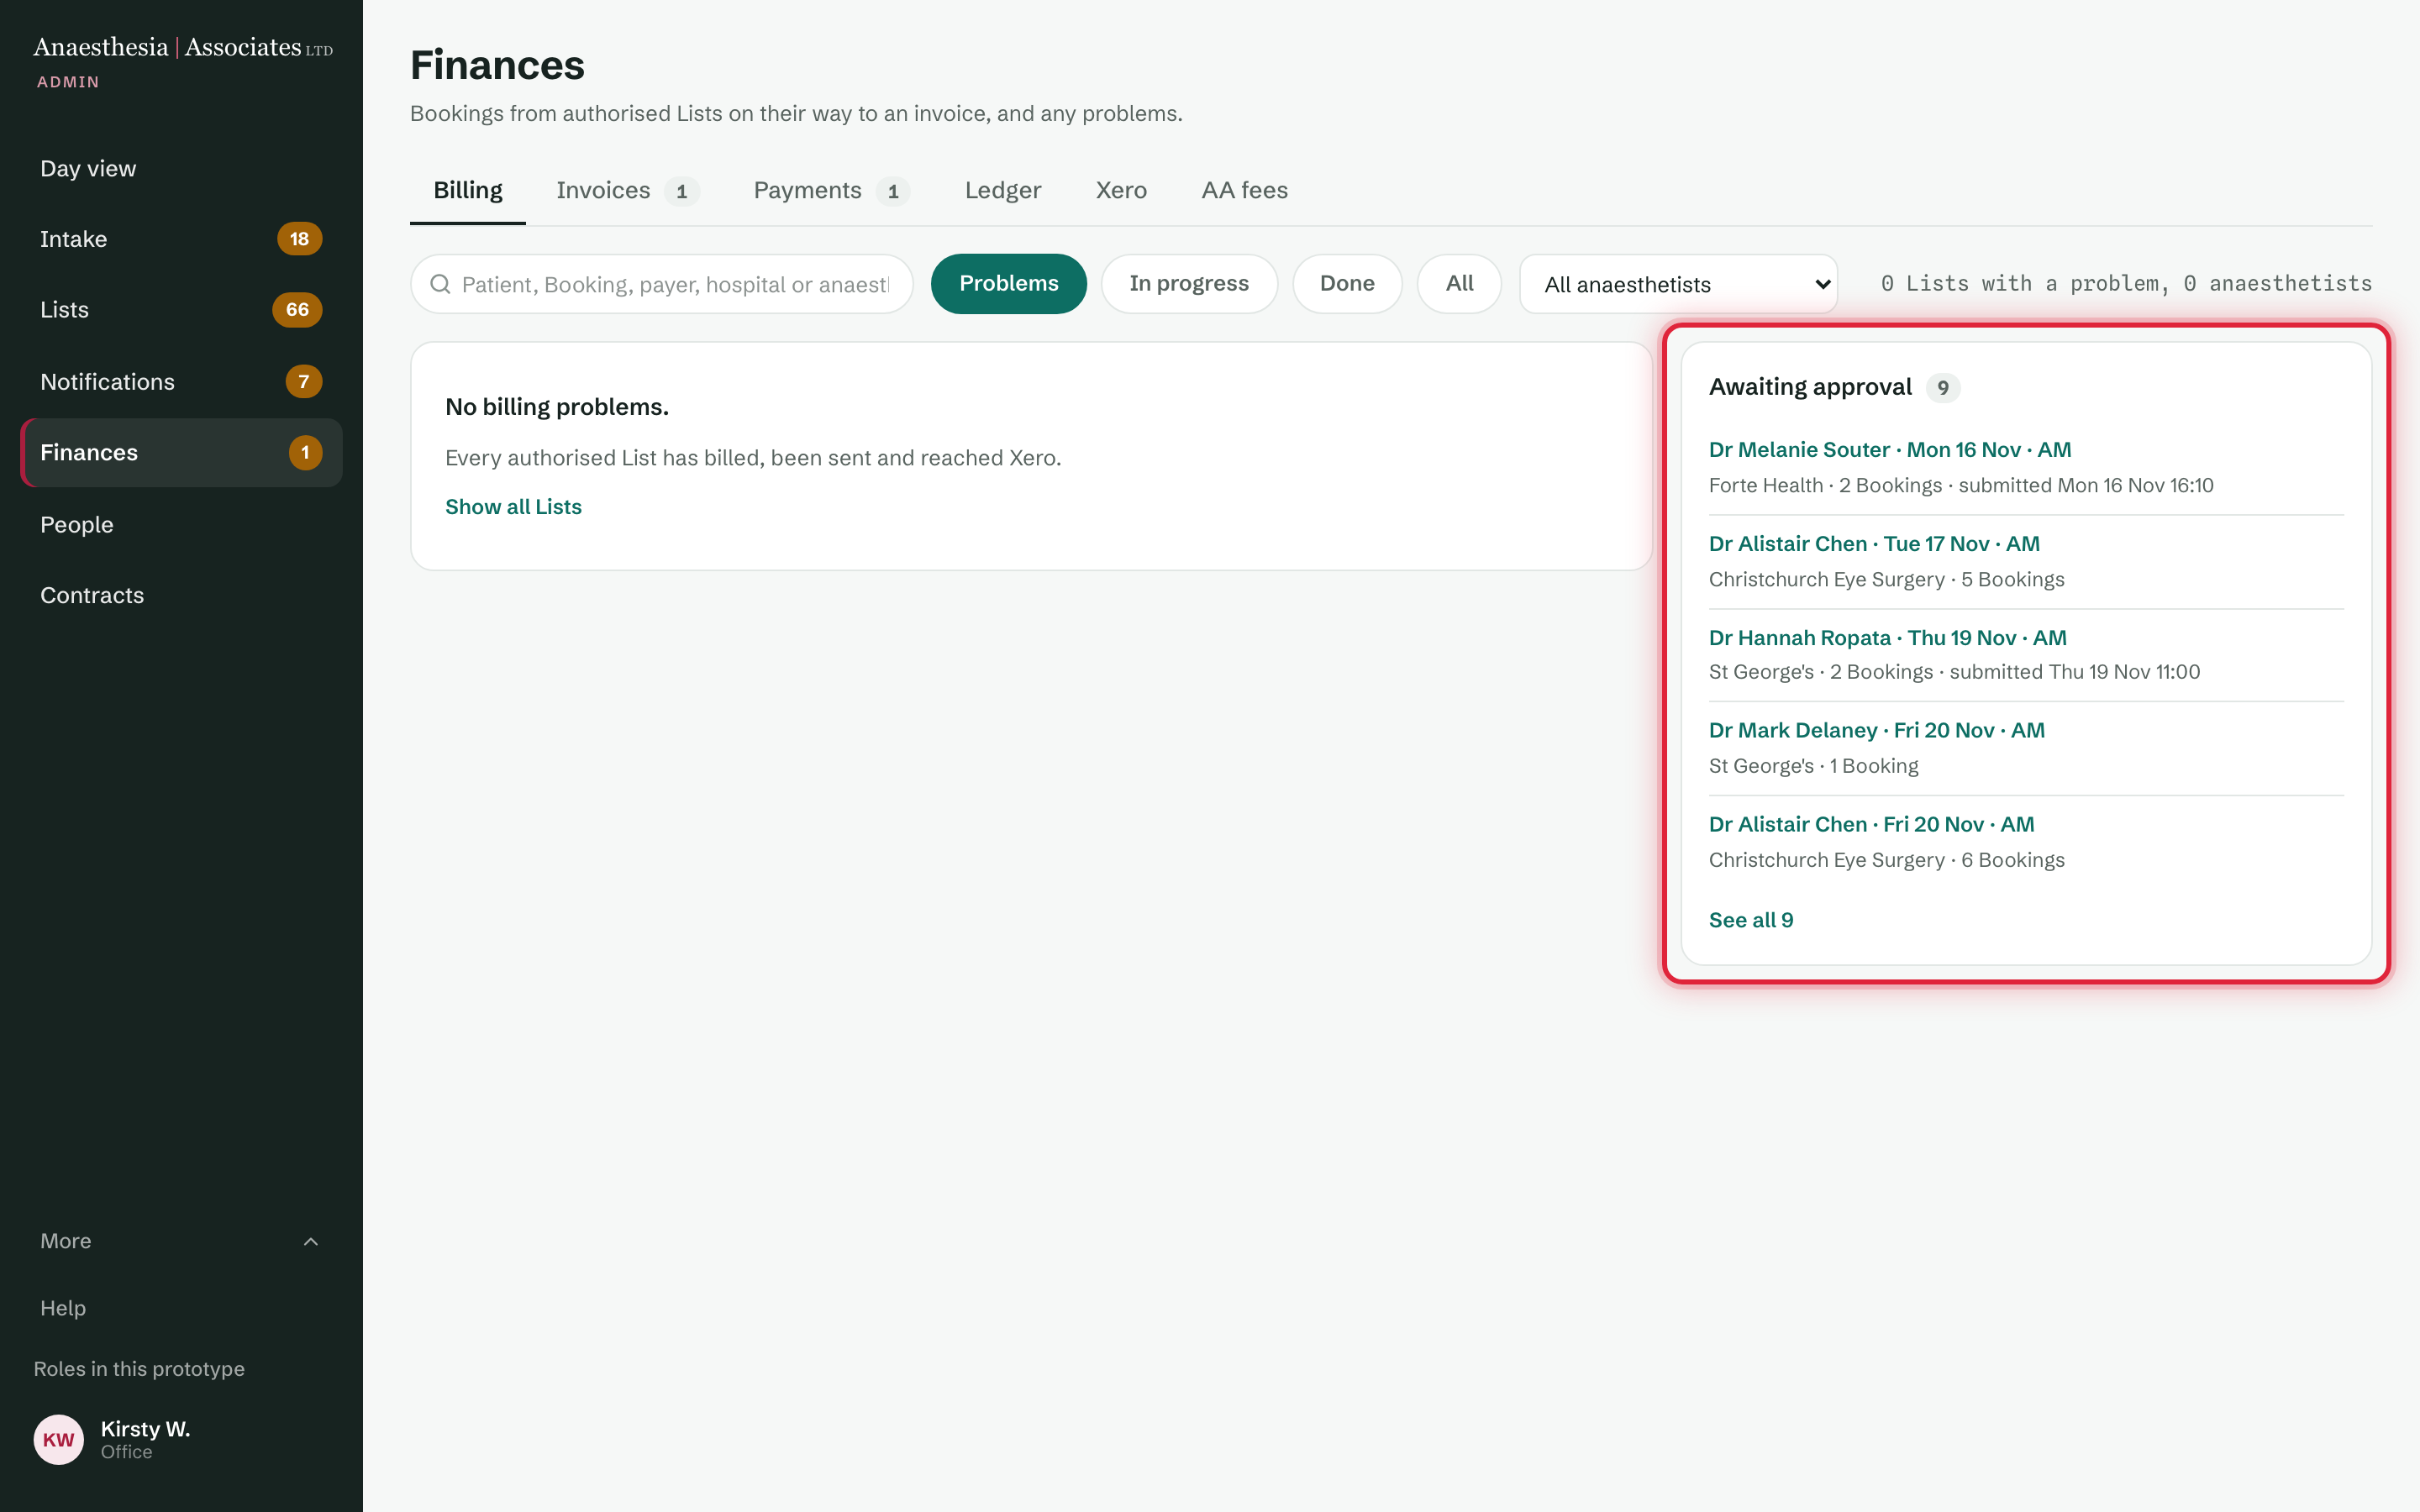 Anaesthesia | Associates LTD
ADMIN
Day view
Intake 18
Lists 66
Notifications 7
Finances 1
People
Contracts
More
Help
Roles in this prototype
KW
Kirsty W.
Office
Finances
Bookings from authorised Lists on their way to an invoice, and any problems.
Billing Invoices 1 Payments 1 Ledger Xero AA fees
Patient, Booking, payer, hospital or anaest Problems In progress Done All All anaesthetists 0 Lists with a problem, 0 anaesthetists
No billing problems.
Every authorised List has billed, been sent and reached Xero.
Show all Lists
Awaiting approval 9
Dr Melanie Souter · Mon 16 Nov · AM
Forte Health · 2 Bookings · submitted Mon 16 Nov 16:10
Dr Alistair Chen · Tue 17 Nov · AM
Christchurch Eye Surgery · 5 Bookings
Dr Hannah Ropata · Thu 19 Nov · AM
St George's · 2 Bookings · submitted Thu 19 Nov 11:00
Dr Mark Delaney · Fri 20 Nov · AM
St George's · 1 Booking
Dr Alistair Chen · Fri 20 Nov · AM
Christchurch Eye Surgery · 6 Bookings
See all 9